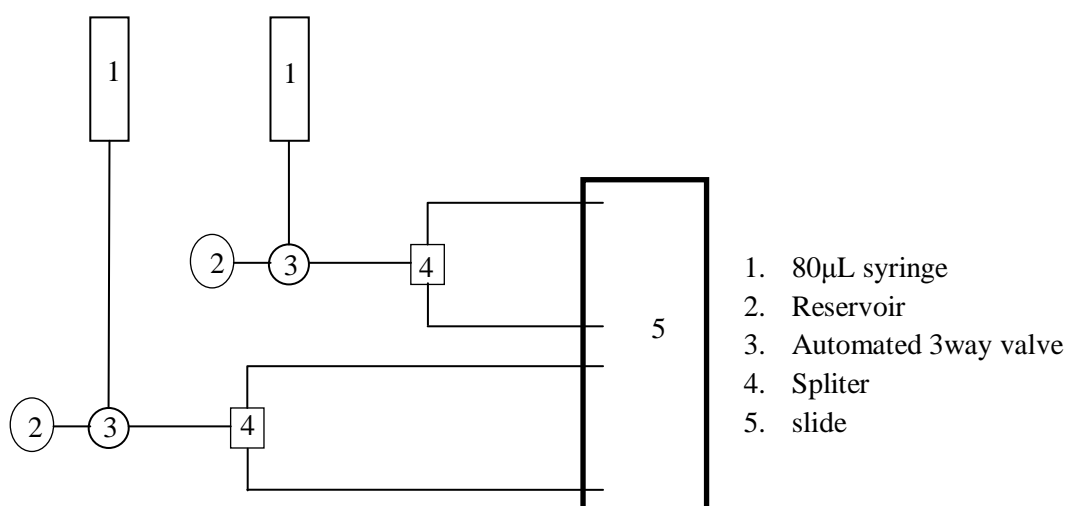 1
1
2
3
4
5
2
3
4
1. 80μL syringe
2. Reservoir
3. Automated 3way valve
4. Spliter
5. slide